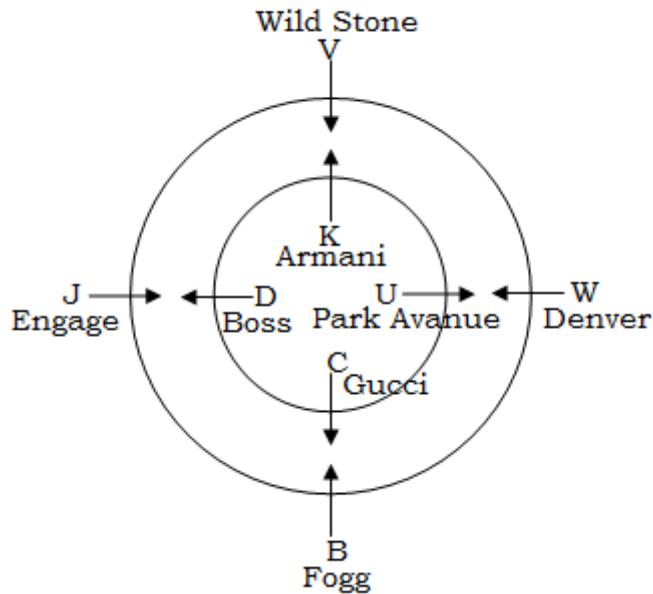 Wild Stone
V
K
Armani
J D U W
Engage Boss Park Avanue Denver
C
Gucci
B
Fogg